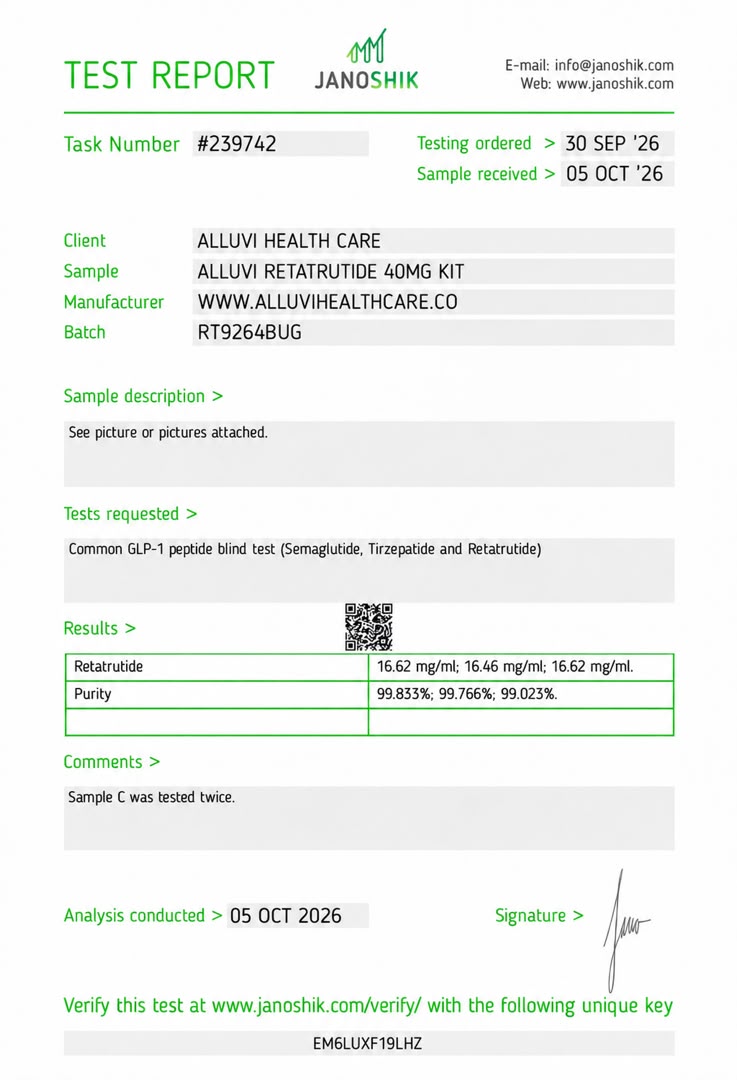 TEST REPORT
JANOSHIK
E-mail: info@janoshik.com
Web: www.janoshik.com
Task Number #239742
Testing ordered > 30 SEP '26
Sample received > 05 OCT '26
Client ALLUVI HEALTH CARE
Sample ALLUVI RETATRUTIDE 40MG KIT
Manufacturer WWW.ALLUVIHEALTHCARE.CO
Batch RT9264BUG
Sample description >
See picture or pictures attached.
Tests requested >
Common GLP-1 peptide blind test (Semaglutide, Tirzepatide and Retatrutide)
Results >
Retatrutide 16.62 mg/ml; 16.46 mg/ml; 16.62 mg/ml.
Purity 99.833%; 99.766%; 99.023%.
Comments >
Sample C was tested twice.
Analysis conducted > 05 OCT 2026
Signature > Jano
Verify this test at www.janoshik.com/verify/ with the following unique key
EM6LUXF19LHZ